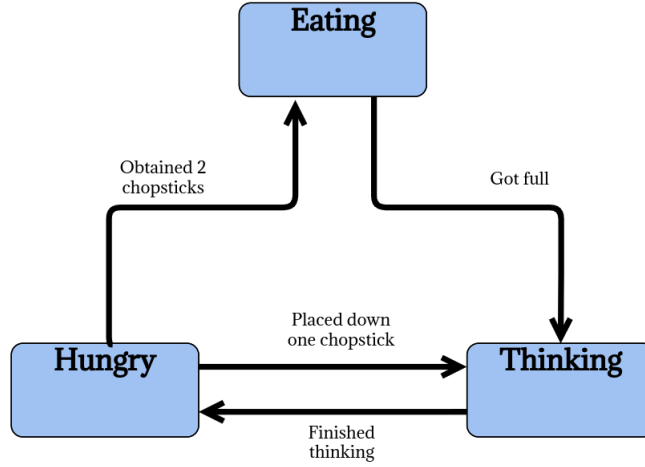 Eating
Obtained 2
chopsticks
Got full
Placed down
one chopstick
Hungry
Thinking
Finished
thinking